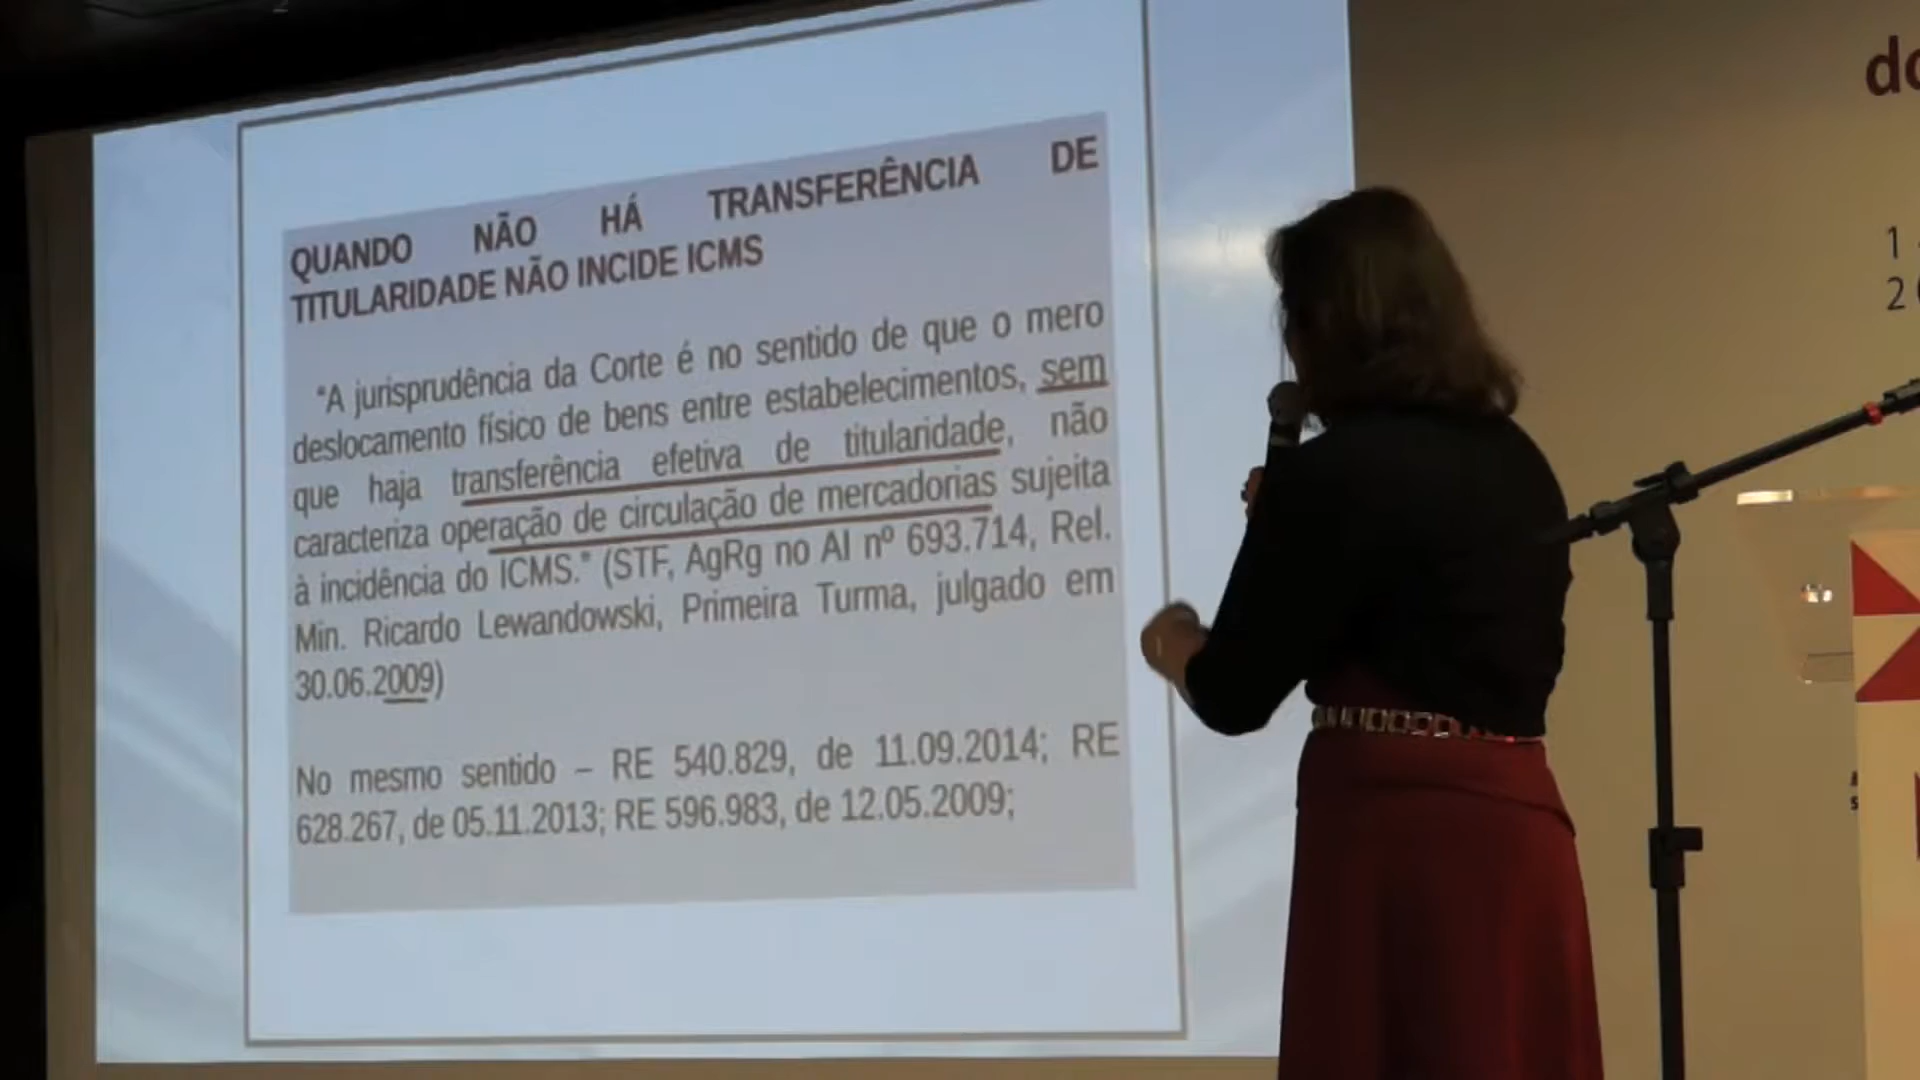 QUANDO NÃO HÁ TRANSFERÊNCIA DE
TITULARIDADE NÃO INCIDE ICMS
"A jurisprudência da Corte é no sentido de que o mero
deslocamento físico de bens entre estabelecimentos, sem
que haja transferência efetiva de titularidade, não
caracteriza operação de circulação de mercadorias sujeita
à incidência do ICMS." (STF, AgRg no AI nº 693.714, Rel.
Min. Ricardo Lewandowski, Primeira Turma, julgado em
30.06.2009)
No mesmo sentido – RE 540.829, de 11.09.2014; RE
628.267, de 05.11.2013; RE 596.983, de 12.05.2009;
do
1
2